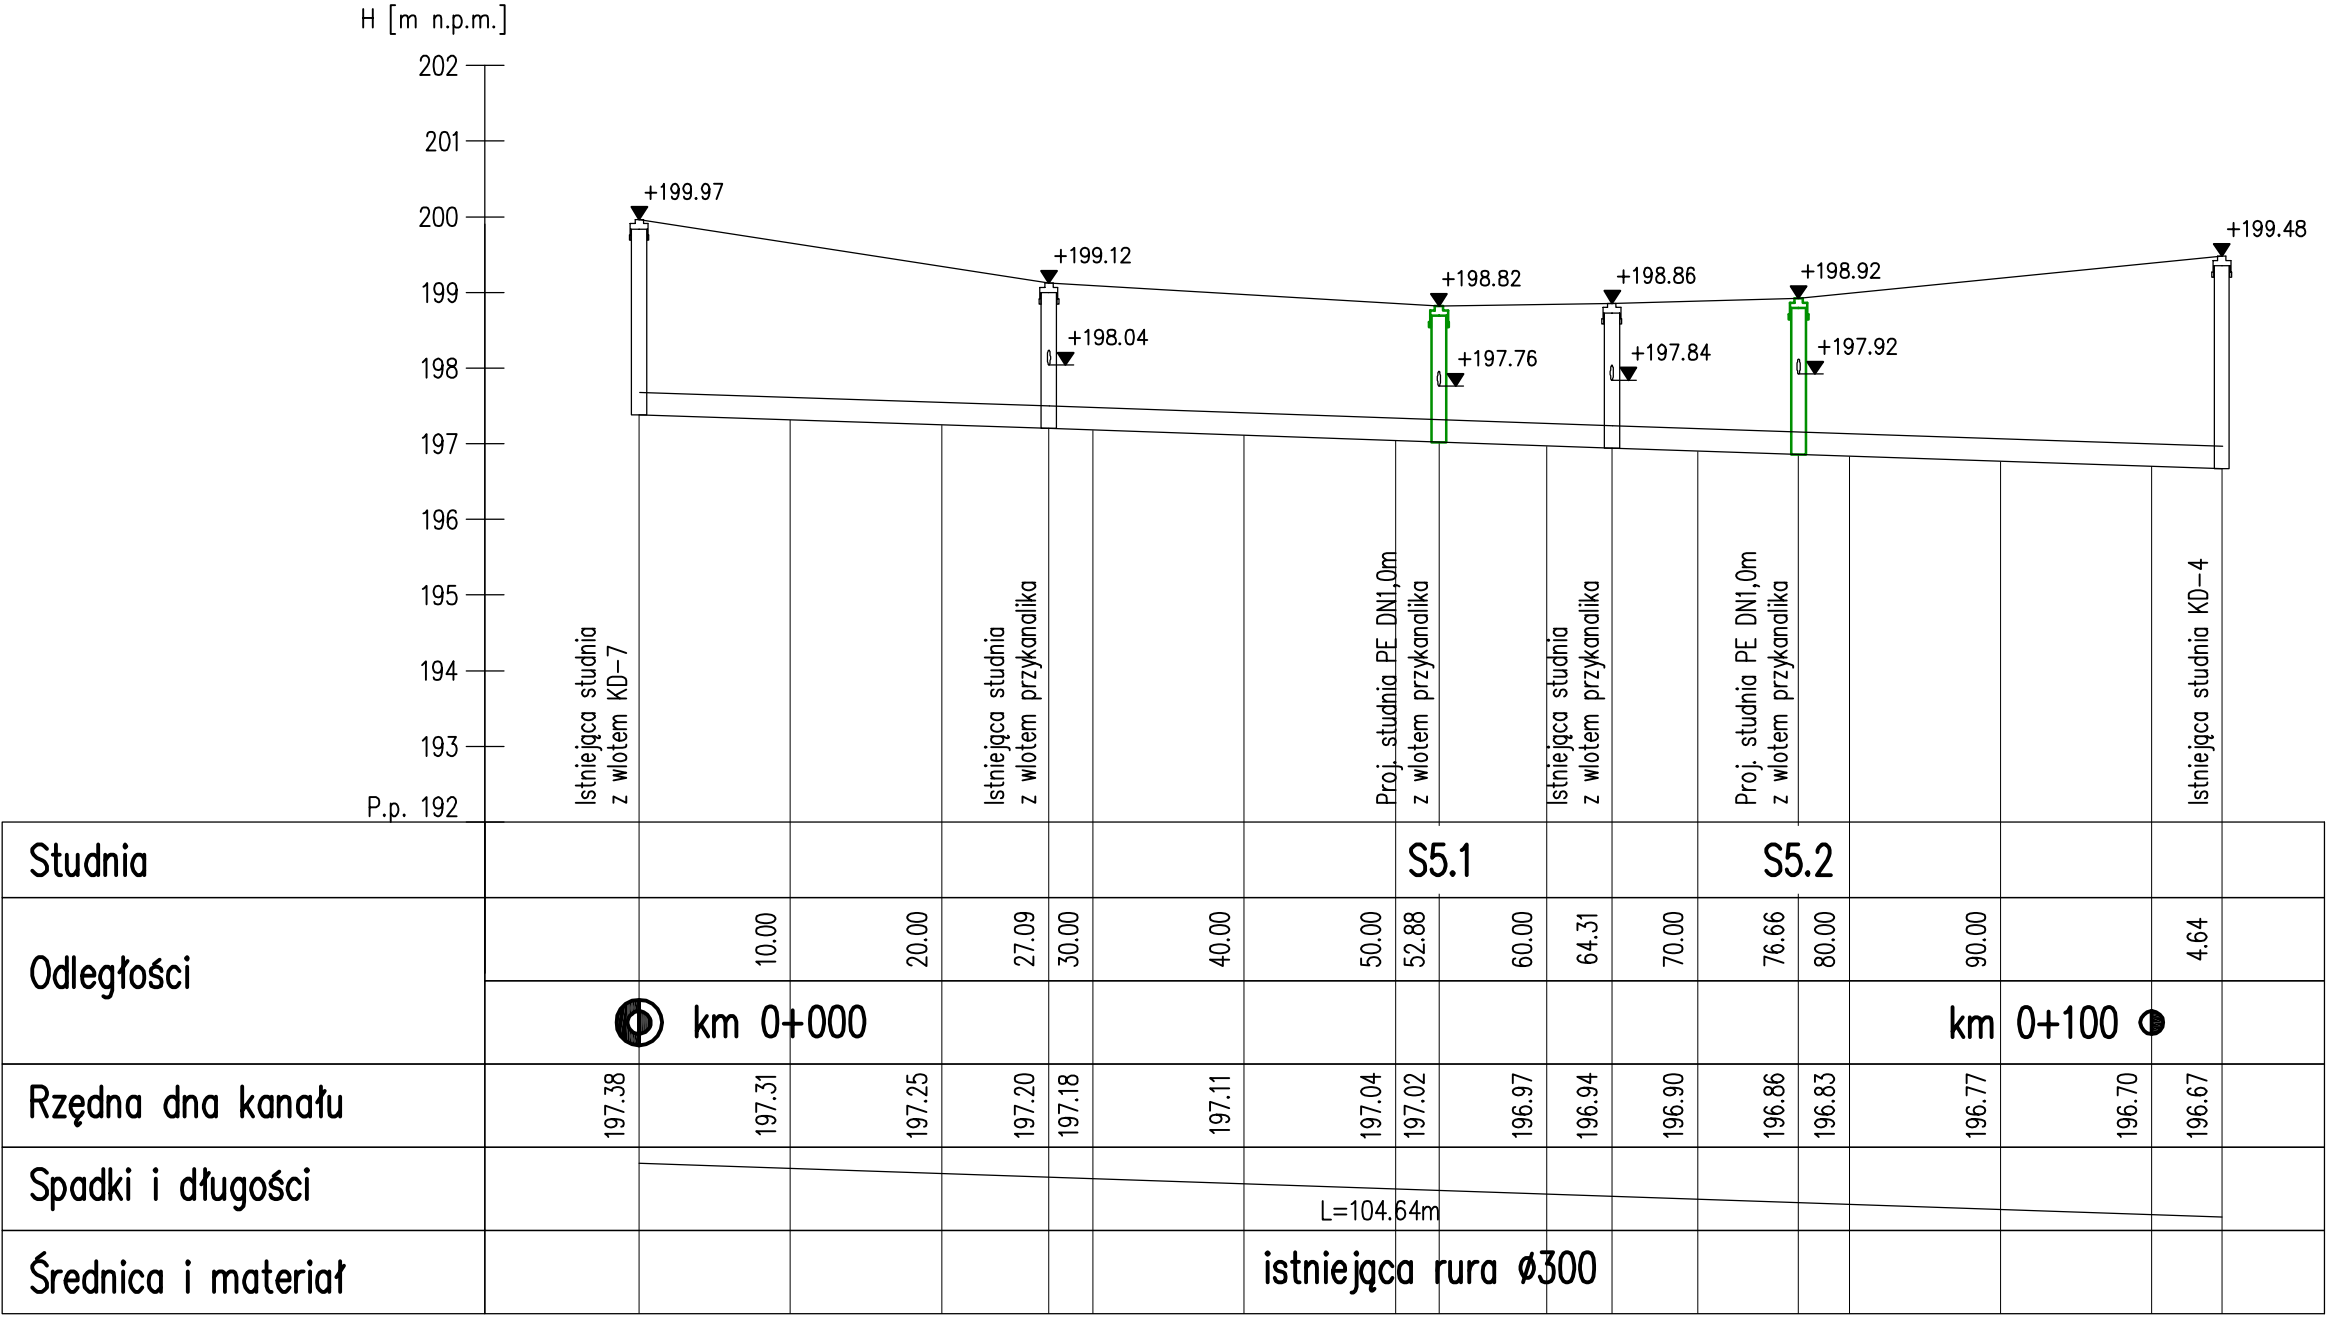 H [m n.p.m.]
202
201
200
199
198
197
196
195
194
193
P.p. 192
+199.97
+199.12
+198.04
+198.82
+197.76
+198.86
+197.84
+198.92
+197.92
+199.48
Istniejąca studnia
z wlotem KD-7
Istniejąca studnia
z wlotem przykanalika
Proj. studnia PE DN1,0m
z wlotem przykanalika
Istniejąca studnia
z wlotem przykanalika
Proj. studnia PE DN1,0m
z wlotem przykanalika
Istniejąca studnia KD-4
Studnia
S5.1
S5.2
Odległości
10.00
20.00
27.09
30.00
40.00
50.00
52.88
60.00
64.31
70.00
76.66
80.00
90.00
4.64
km 0+000
km 0+100
Rzędna dna kanału
197.38
197.31
197.25
197.20
197.18
197.11
197.04
197.02
196.97
196.94
196.90
196.86
196.83
196.77
196.70
196.67
Spadki i długości
L=104.64m
Średnica i materiał
istniejąca rura ø300